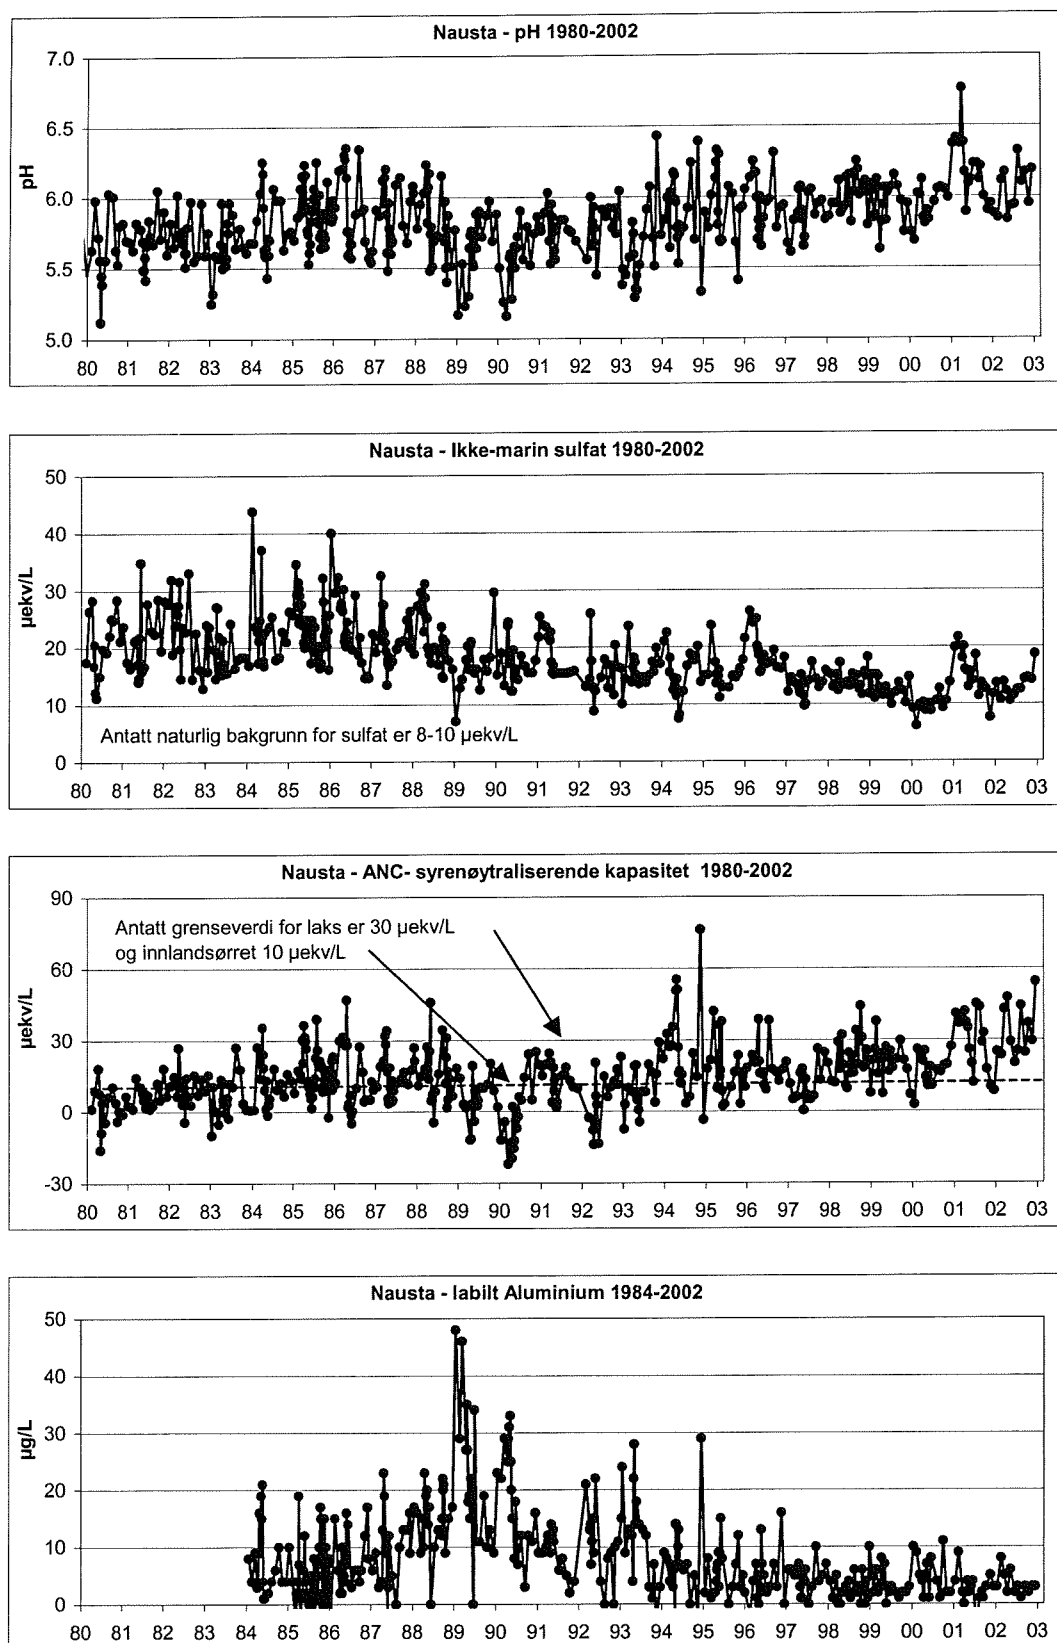 Nausta - pH 1980-2002
7.0
6.5
6.0
5.5
5.0
pH
80 81 82 83 84 85 86 87 88 89 90 91 92 93 94 95 96 97 98 99 00 01 02 03
Nausta - Ikke-marin sulfat 1980-2002
50
40
30
20
10
0
µekv/L
Antatt naturlig bakgrunn for sulfat er 8-10 µekv/L
80 81 82 83 84 85 86 87 88 89 90 91 92 93 94 95 96 97 98 99 00 01 02 03
Nausta - ANC- syrenøytraliserende kapasitet 1980-2002
90
60
30
0
-30
µekv/L
Antatt grenseverdi for laks er 30 µekv/L
og innlandsørret 10 µekv/L
80 81 82 83 84 85 86 87 88 89 90 91 92 93 94 95 96 97 98 99 00 01 02 03
Nausta - labilt Aluminium 1984-2002
50
40
30
20
10
0
µg/L
80 81 82 83 84 85 86 87 88 89 90 91 92 93 94 95 96 97 98 99 00 01 02 03